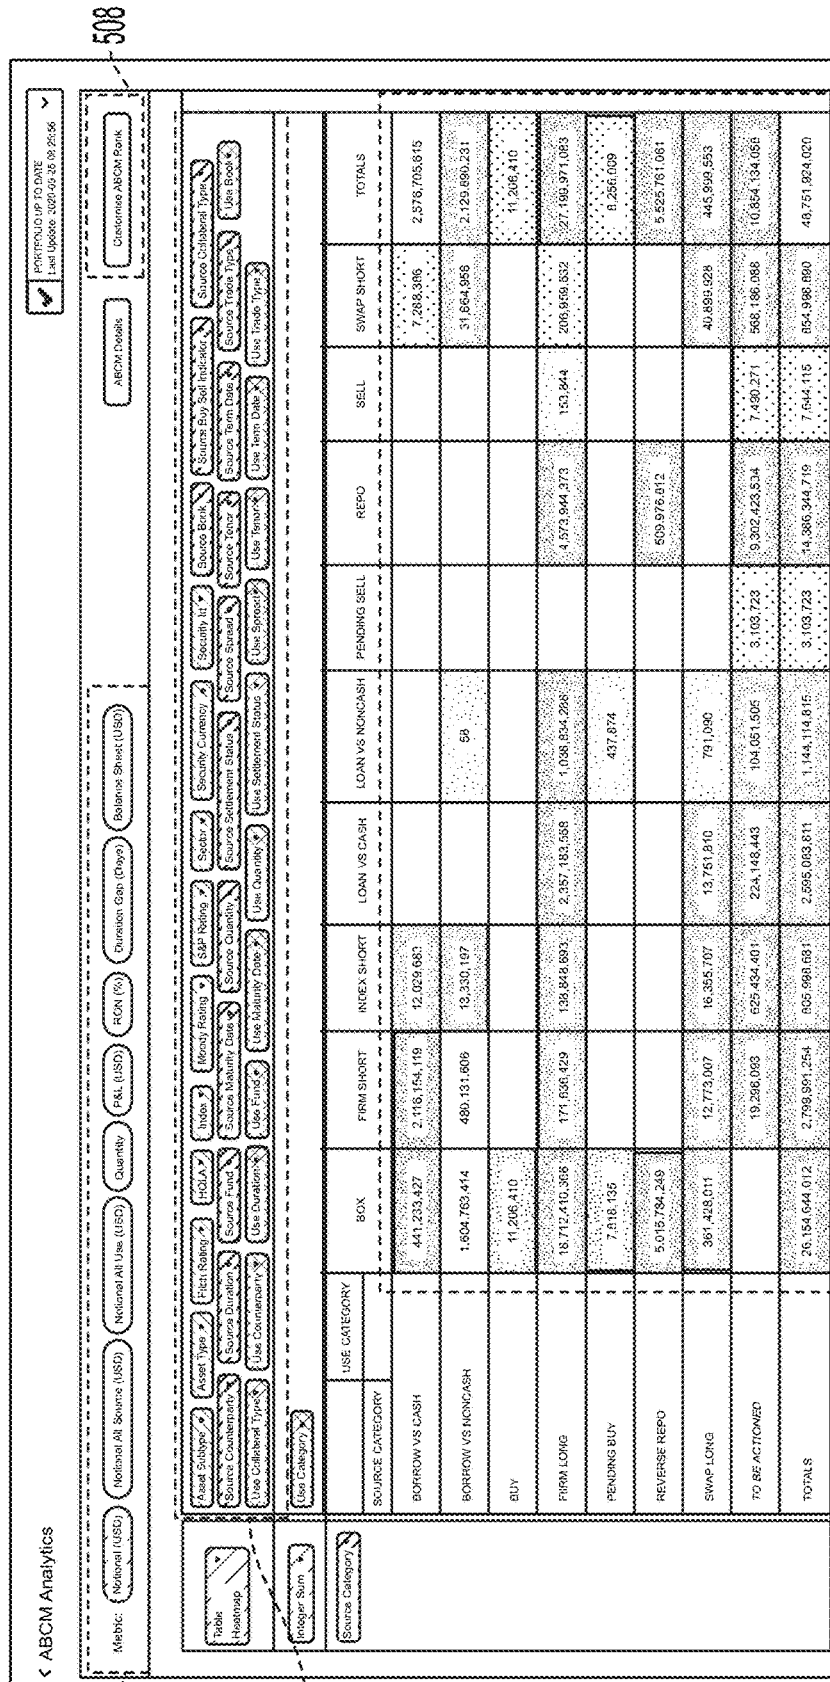 508
< ABCM Analytics
✔ PORTFOLIO UP TO DATE
Last Update: 2020-09-25 09:29:56
Metric: Notional (USD) Notional All Source (USD) Notional All Use (USD) Quantity P&L (USD) RON (%) Duration Gap (Days) Balance Sheet (USD) ABCM Details Customise ABCM Rank
Table Heatmap
Asset Subtype Asset Type Fitch Rating HQLA Index Moody Rating S&P Rating Sector Security Currency Security Id Source Book Source Buy Sell Indicator Source Collateral Type
Source Counterparty Source Duration Source Fund Source Maturity Date Source Quantity Source Settlement Status Source Spread Source Tenor Source Term Date Source Trade Type Use Book
Use Collateral Type Use Counterparty Use Duration Use Fund Use Maturity Date Use Quantity Use Settlement Status Use Spread Use Tenor Use Term Date Use Trade Type
Integer Sum Use Category
Source Category
USE CATEGORY BOX FIRM SHORT INDEX SHORT LOAN VS CASH LOAN VS NONCASH PENDING SELL REPO SELL SWAP SHORT TOTALS
SOURCE CATEGORY
BORROW VS CASH 441,233,427 2,116,154,119 12,029,683 7,288,386 2,576,705,615
BORROW VS NONCASH 1,604,763,414 480,131,606 13,330,197 58 31,664,956 2,129,890,231
BUY 11,206,410 11,206,410
FIRM LONG 18,712,410,366 171,636,429 138,848,693 2,357,183,568 1,038,834,286 4,573,944,373 153,844 206,959,632 27,199,971,083
PENDING BUY 7,818,135 437,874 8,256,009
REVERSE REPO 5,015,784,249 509,976,812 5,525,761,061
SWAP LONG 361,428,011 12,773,007 16,355,707 13,751,810 791,090 40,899,928 445,999,553
TO BE ACTIONED 19,296,093 625,434,401 224,148,443 104,051,505 3,103,723 9,302,423,534 7,490,271 568,186,088 10,854,134,058
TOTALS 26,154,644,012 2,799,991,254 805,998,681 2,595,083,811 1,144,114,815 3,103,723 14,386,344,719 7,644,115 854,998,890 48,751,924,020